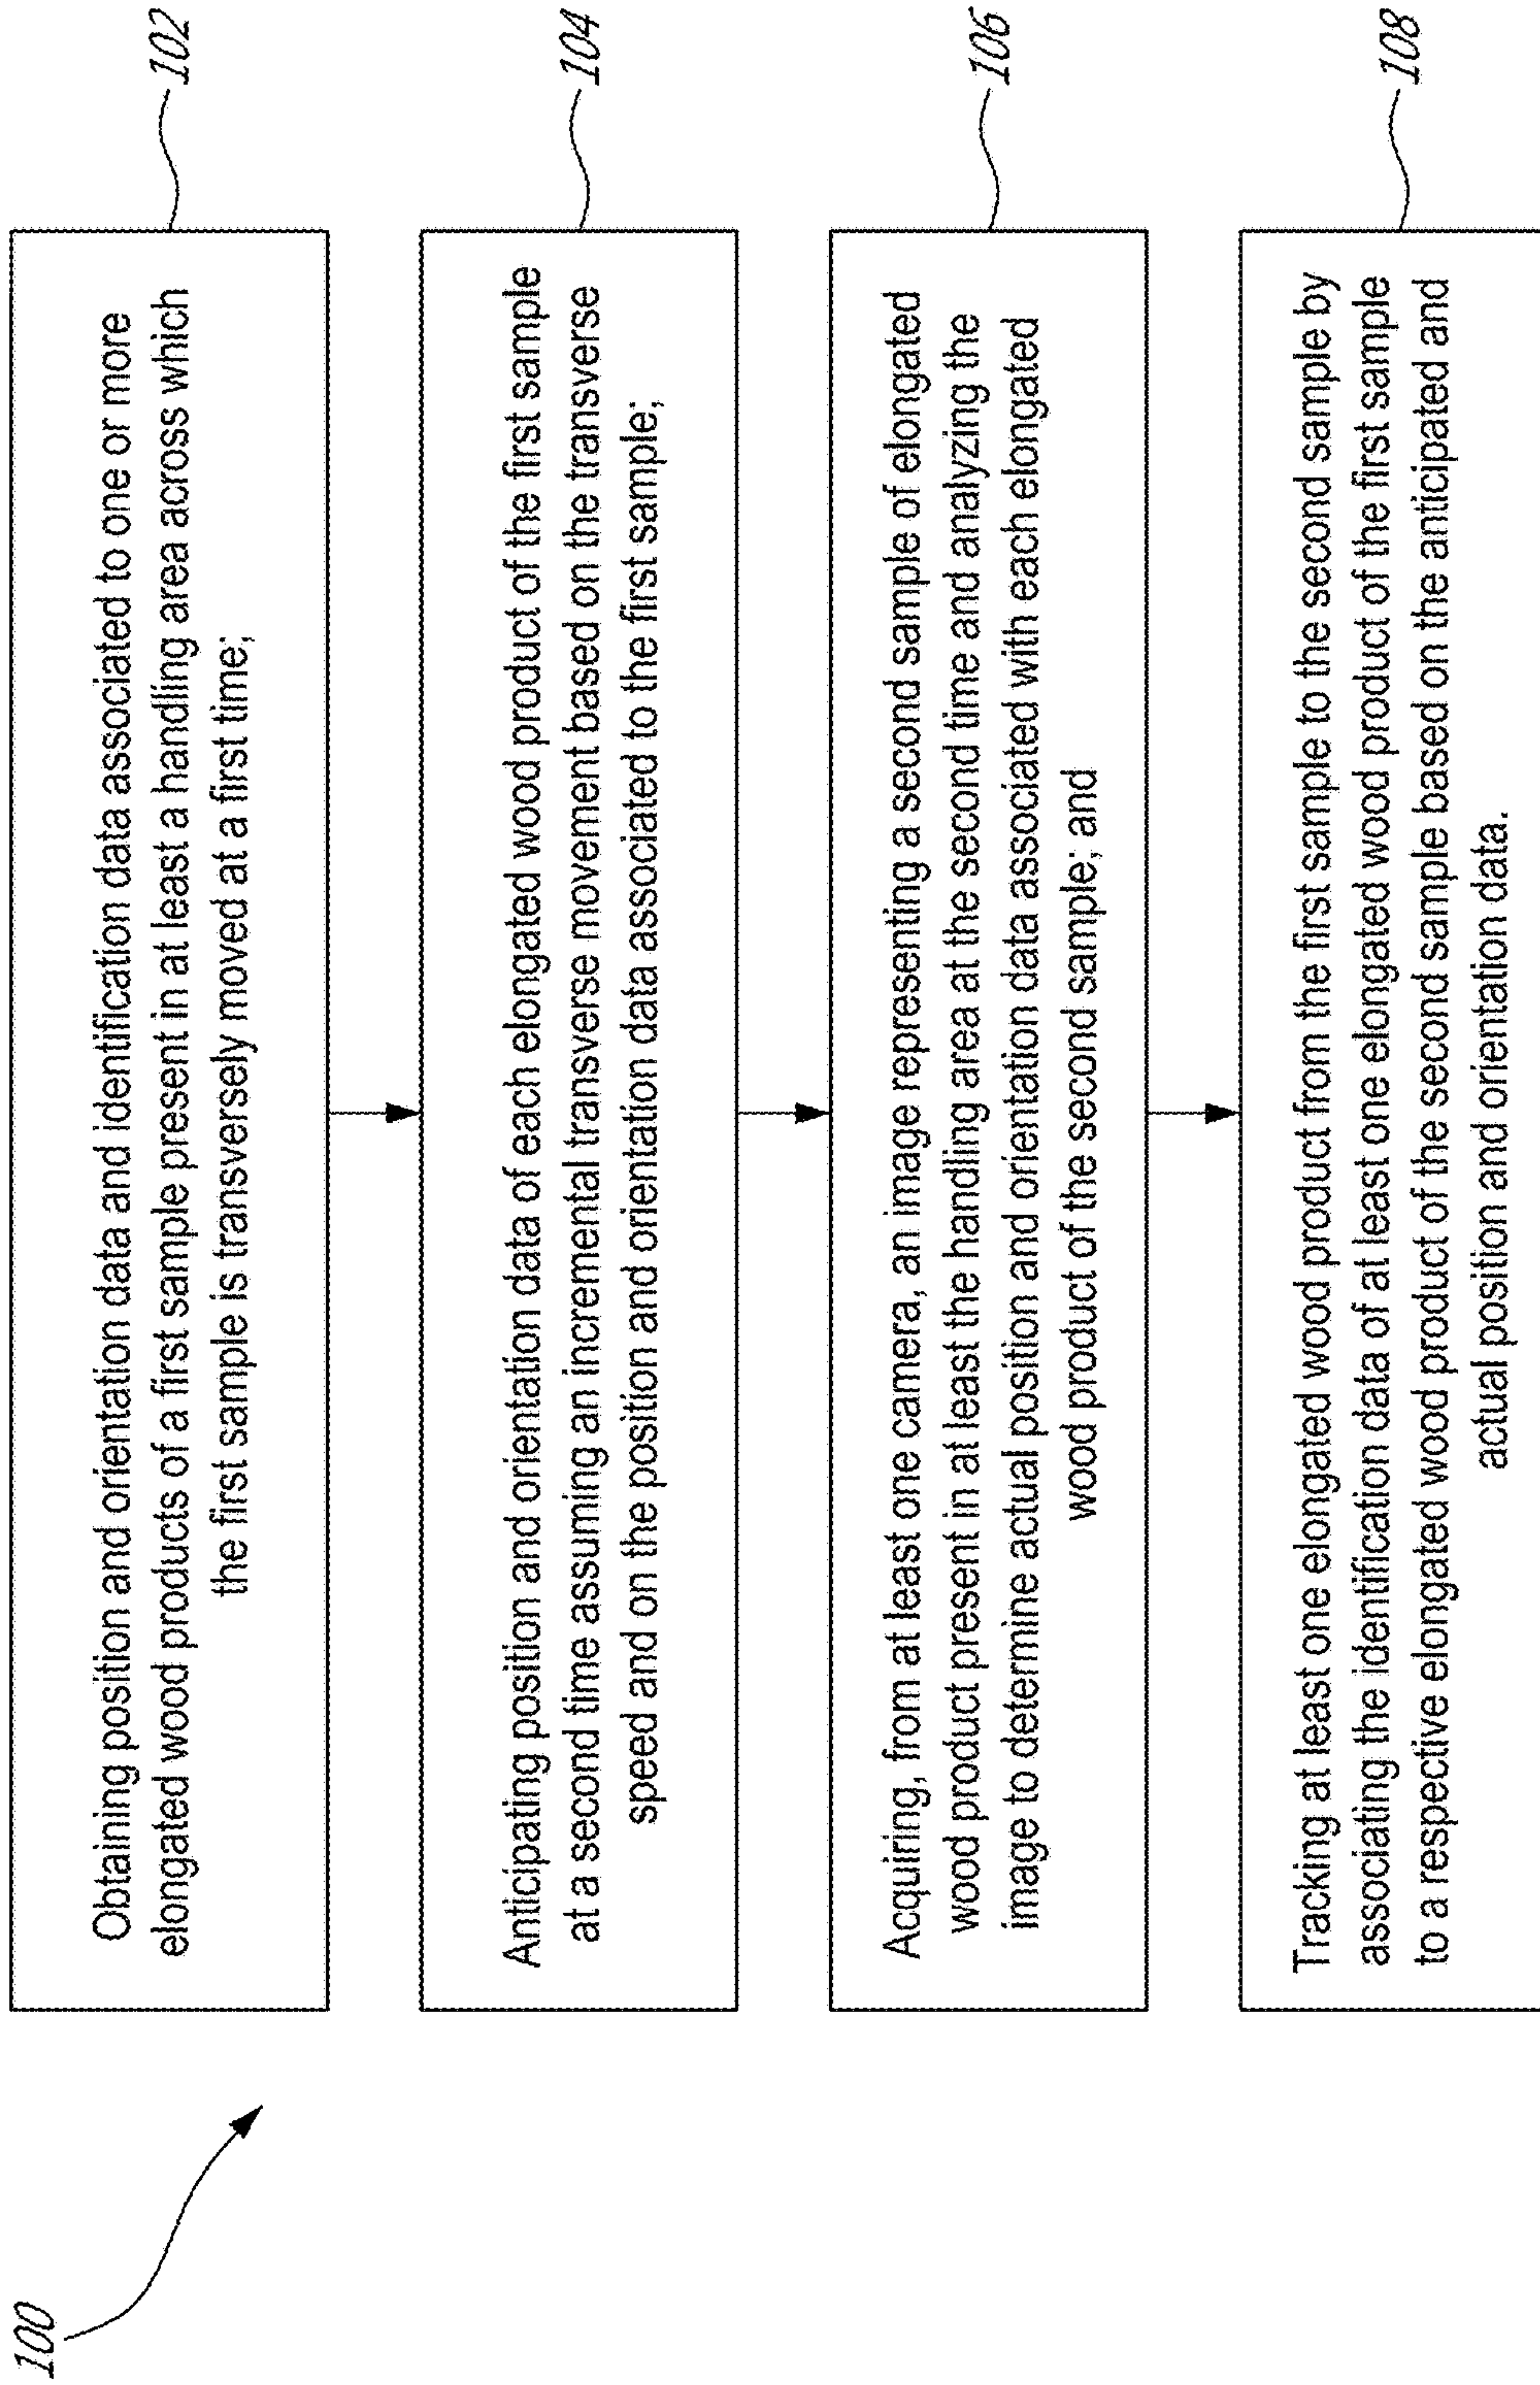 100
Obtaining position and orientation data and identification data associated to one or more
elongated wood products of a first sample present in at least a handling area across which
the first sample is transversely moved at a first time;
102
Anticipating position and orientation data of each elongated wood product of the first sample
at a second time assuming an incremental transverse movement based on the transverse
speed and on the position and orientation data associated to the first sample;
104
Acquiring, from at least one camera, an image representing a second sample of elongated
wood product present in at least the handling area at the second time and analyzing the
image to determine actual position and orientation data associated with each elongated
wood product of the second sample; and
106
Tracking at least one elongated wood product from the first sample to the second sample by
associating the identification data of at least one elongated wood product of the first sample
to a respective elongated wood product of the second sample based on the anticipated and
actual position and orientation data.
108